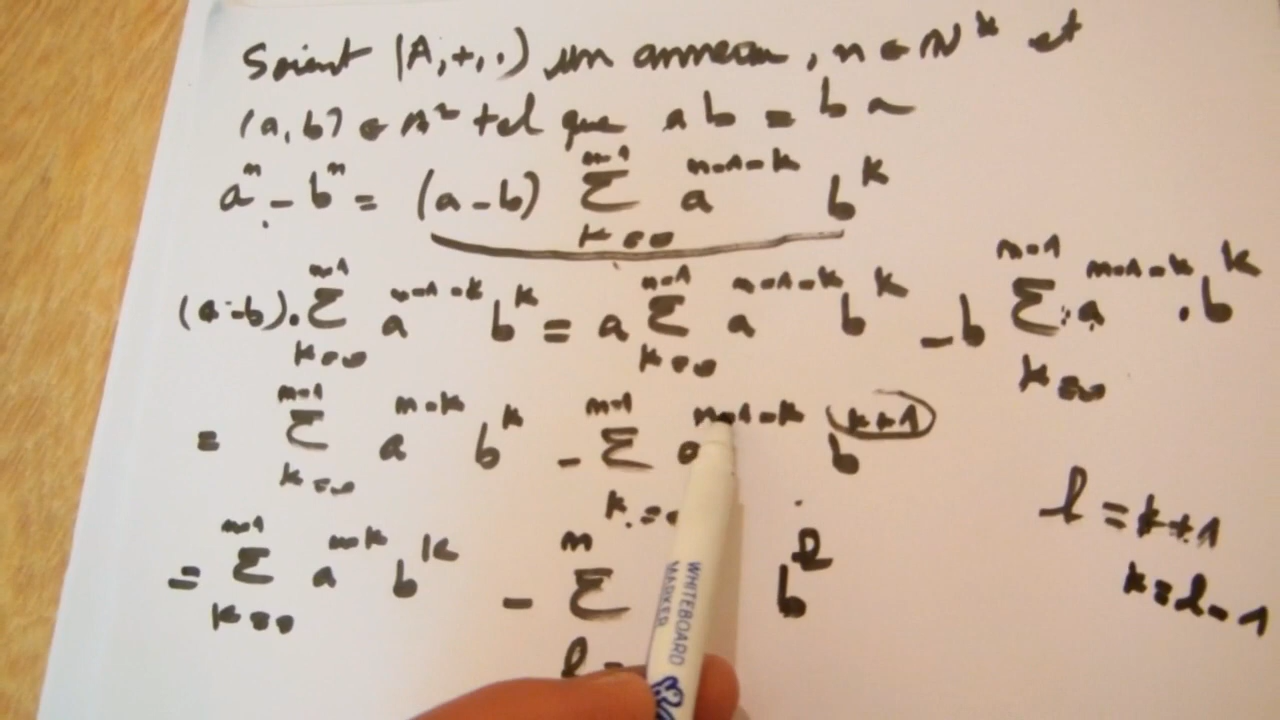 Soient (A,+,.) un anneau, n ∈ N* et
(a,b) ∈ A² tel que ab = ba
aⁿ - bⁿ = (a-b) Σ_{k=0}^{n-1} a^{n-1-k} b^k
(a-b). Σ_{k=0}^{n-1} a^{n-1-k} b^k = a Σ_{k=0}^{n-1} a^{n-1-k} b^k - b Σ_{k=0}^{n-1} a^{n-1-k} . b^k
= Σ_{k=0}^{n-1} a^{n-k} b^k - Σ_{k=0}^{n-1} a^{n-1-k} b^{k+1}
l = k+1
k = l-1
= Σ_{k=0}^{n-1} a^{n-k} b^k - Σ_{l=}^{n} b^l
WHITEBOARD
MARKER